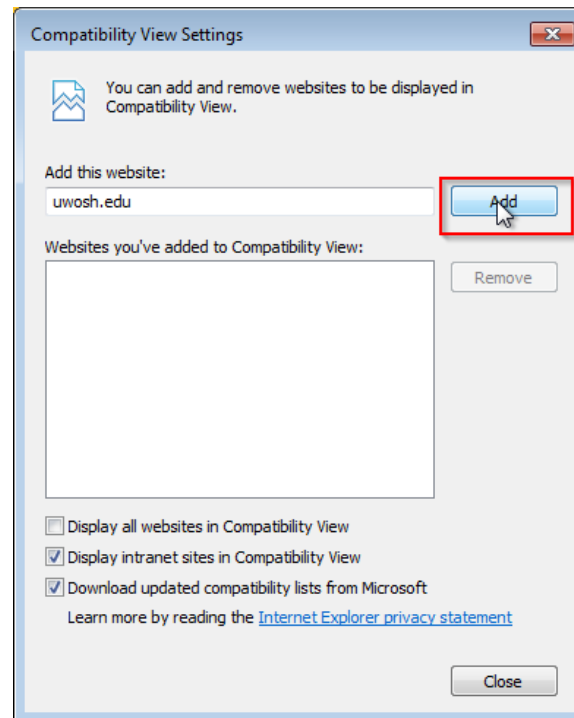 Compatibility View Settings
You can add and remove websites to be displayed in
Compatibility View.
Add this website:
uwosh.edu
Add
Websites you've added to Compatibility View:
Remove
Display all websites in Compatibility View
Display intranet sites in Compatibility View
Download updated compatibility lists from Microsoft
Learn more by reading the Internet Explorer privacy statement
Close